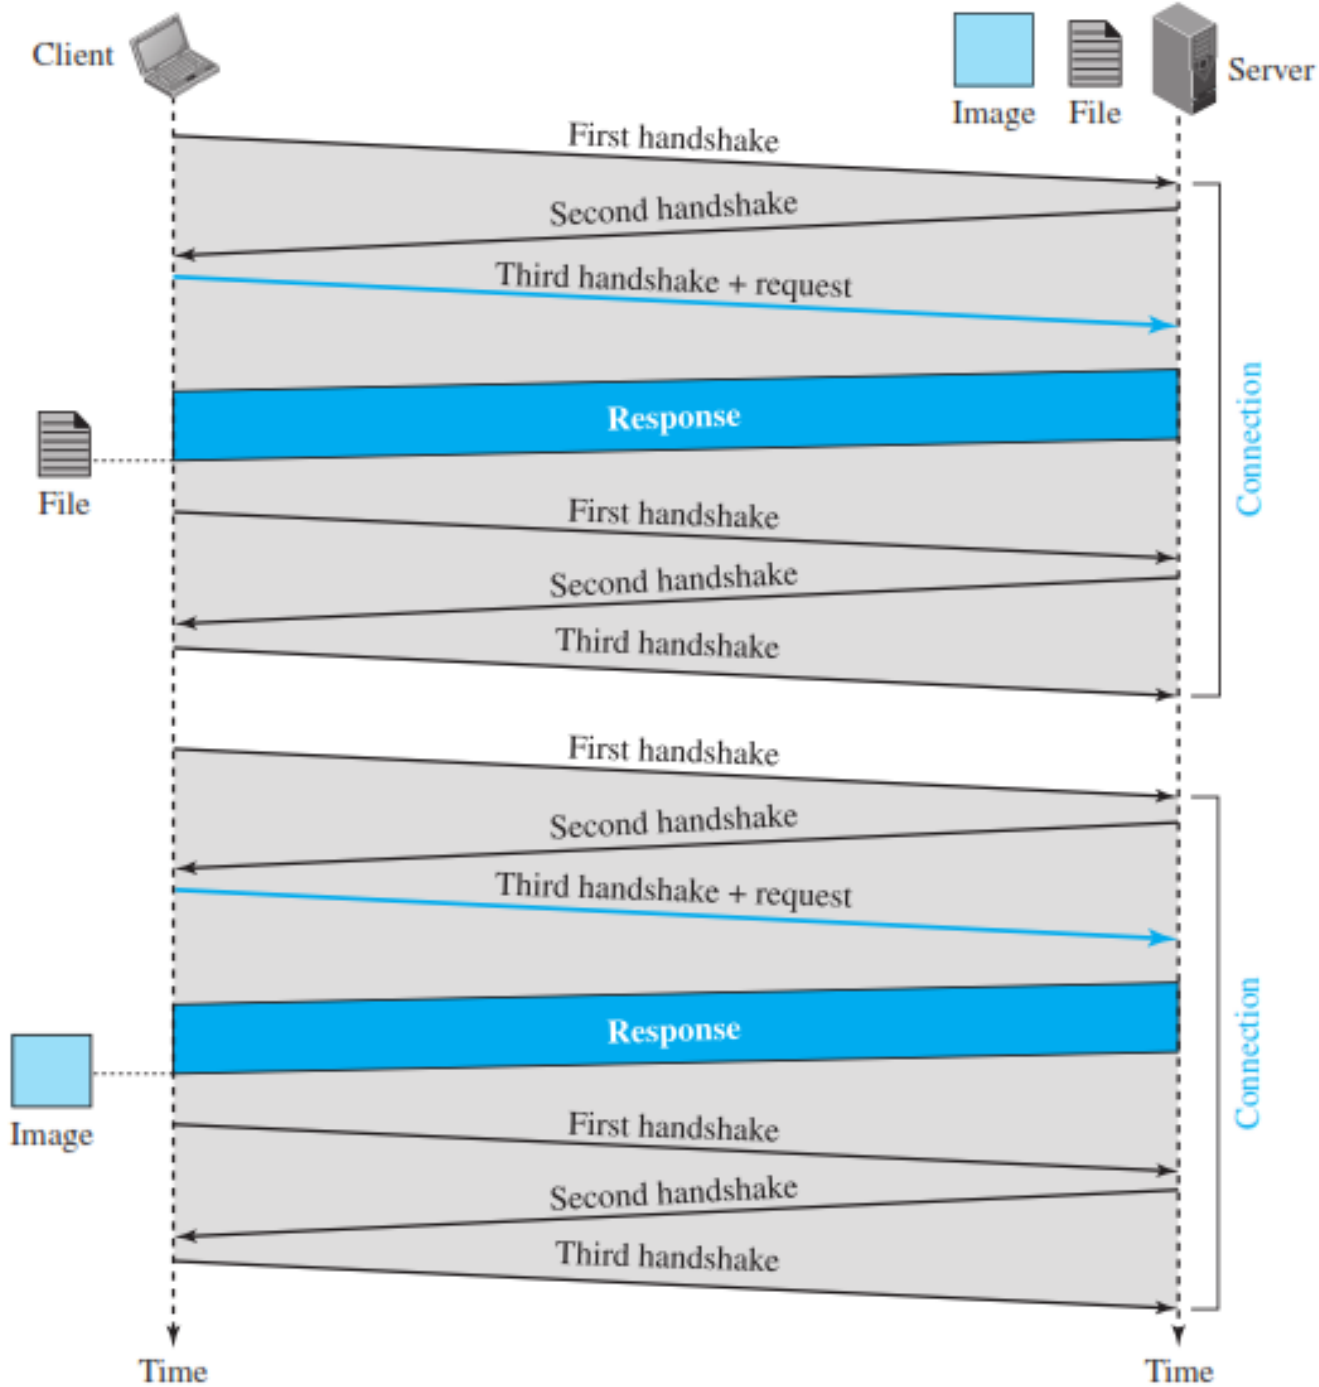 Client
Image
File
Server
First handshake
Second handshake
Third handshake + request
Response
Connection
File
First handshake
Second handshake
Third handshake
First handshake
Second handshake
Third handshake + request
Response
Connection
Image
First handshake
Second handshake
Third handshake
Time
Time